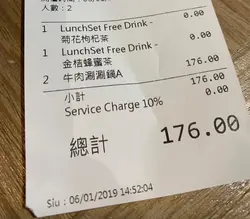 人數：2
0.00
1 LunchSet Free Drink -
菊花枸杞茶 0.00
1 LunchSet Free Drink -
金桔蜂蜜茶 176.00
2 牛肉涮涮鍋A
小計 176.00
Service Charge 10% 0.00
總計 176.00
Siu : 06/01/2019 14:52:04